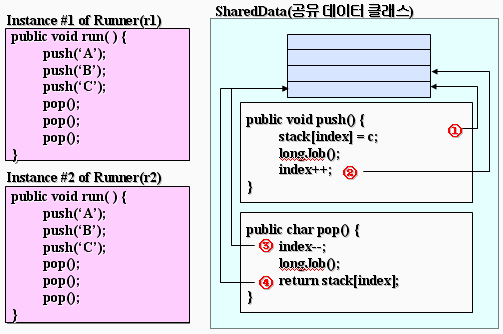 Instance #1 of Runner(r1)
public void run( ) {
push(‘A’);
push(‘B’);
push(‘C’);
pop();
pop();
pop();
}
Instance #2 of Runner(r2)
public void run( ) {
push(‘A’);
push(‘B’);
push(‘C’);
pop();
pop();
pop();
}
SharedData(공유 데이터 클래스)
public void push() {
stack[index] = c; ①
longJob();
index++; ②
}
public char pop() {
③ index--;
longJob();
④ return stack[index];
}